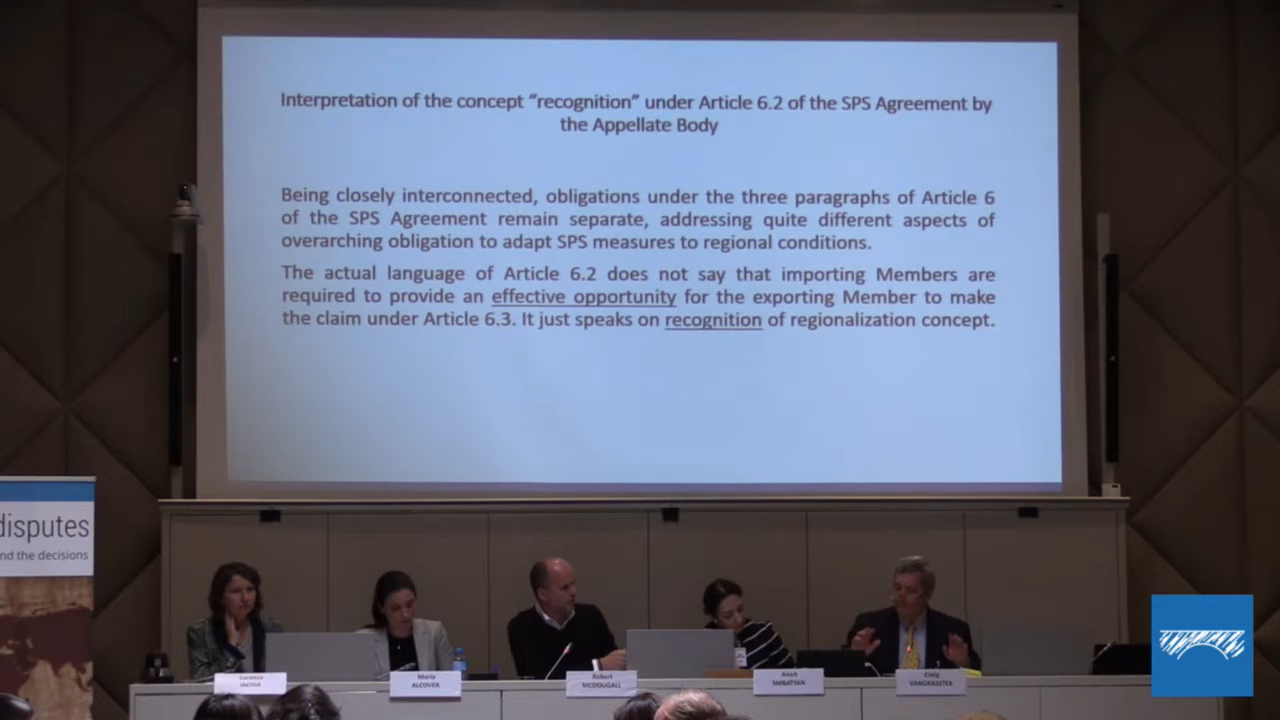 Interpretation of the concept “recognition” under Article 6.2 of the SPS Agreement by
the Appellate Body
Being closely interconnected, obligations under the three paragraphs of Article 6
of the SPS Agreement remain separate, addressing quite different aspects of
overarching obligation to adapt SPS measures to regional conditions.
The actual language of Article 6.2 does not say that importing Members are
required to provide an effective opportunity for the exporting Member to make
the claim under Article 6.3. It just speaks on recognition of regionalization concept.
disputes
nd the decisions
Maria
ALCOVER
Robert
MCDOUGALL
Anait
SMBATYAN
Craig
VANGRASSTEK